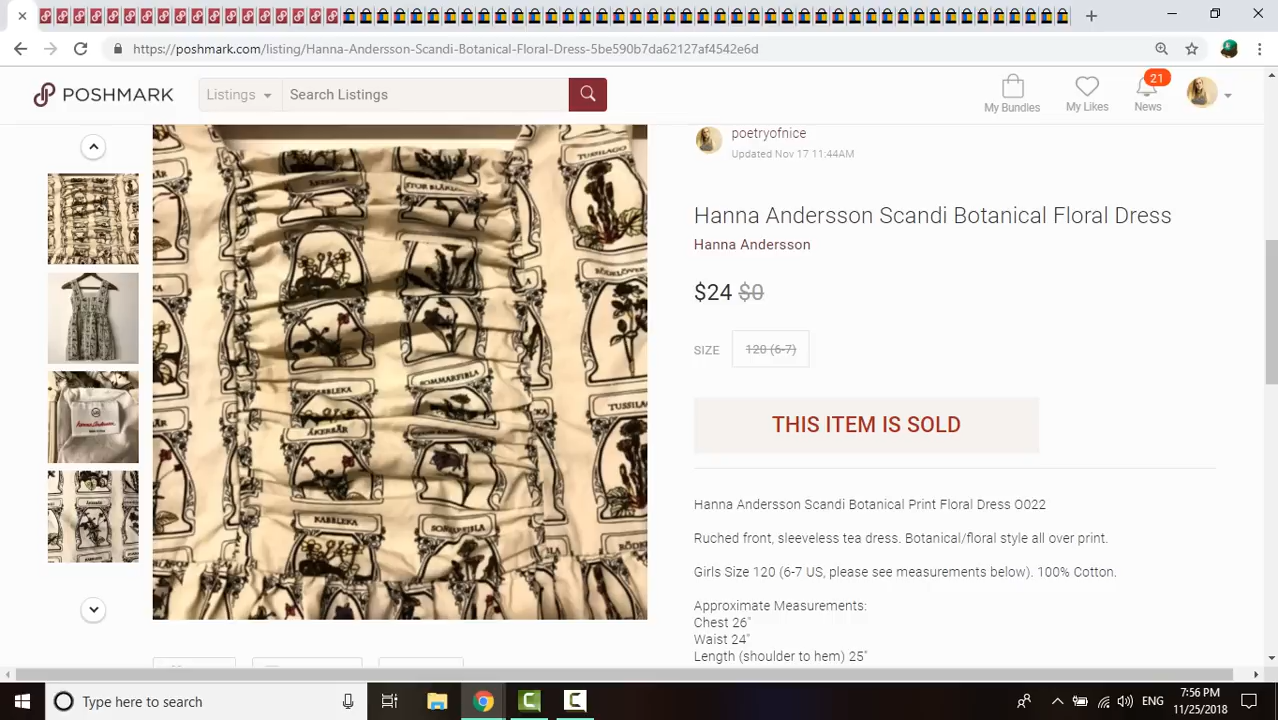 https://poshmark.com/listing/Hanna-Andersson-Scandi-Botanical-Floral-Dress-5be590b7da62127af4542e6d
POSHMARK
Listings
Search Listings
21
My Bundles
My Likes
News
poetryofnice
Updated Nov 17 11:44AM
Hanna Andersson Scandi Botanical Floral Dress
Hanna Andersson
$24 $0
SIZE
120 (6-7)
THIS ITEM IS SOLD
Hanna Andersson Scandi Botanical Print Floral Dress O022
Ruched front, sleeveless tea dress. Botanical/floral style all over print.
Girls Size 120 (6-7 US, please see measurements below). 100% Cotton.
Approximate Measurements:
Chest 26"
Waist 24"
Length (shoulder to hem) 25"
TUSSILAGO
RÖDKLÖVER
SOMMARFIBLA
ÅKERBÄR
KABBLEKA
Type here to search
ENG
7:56 PM
11/25/2018